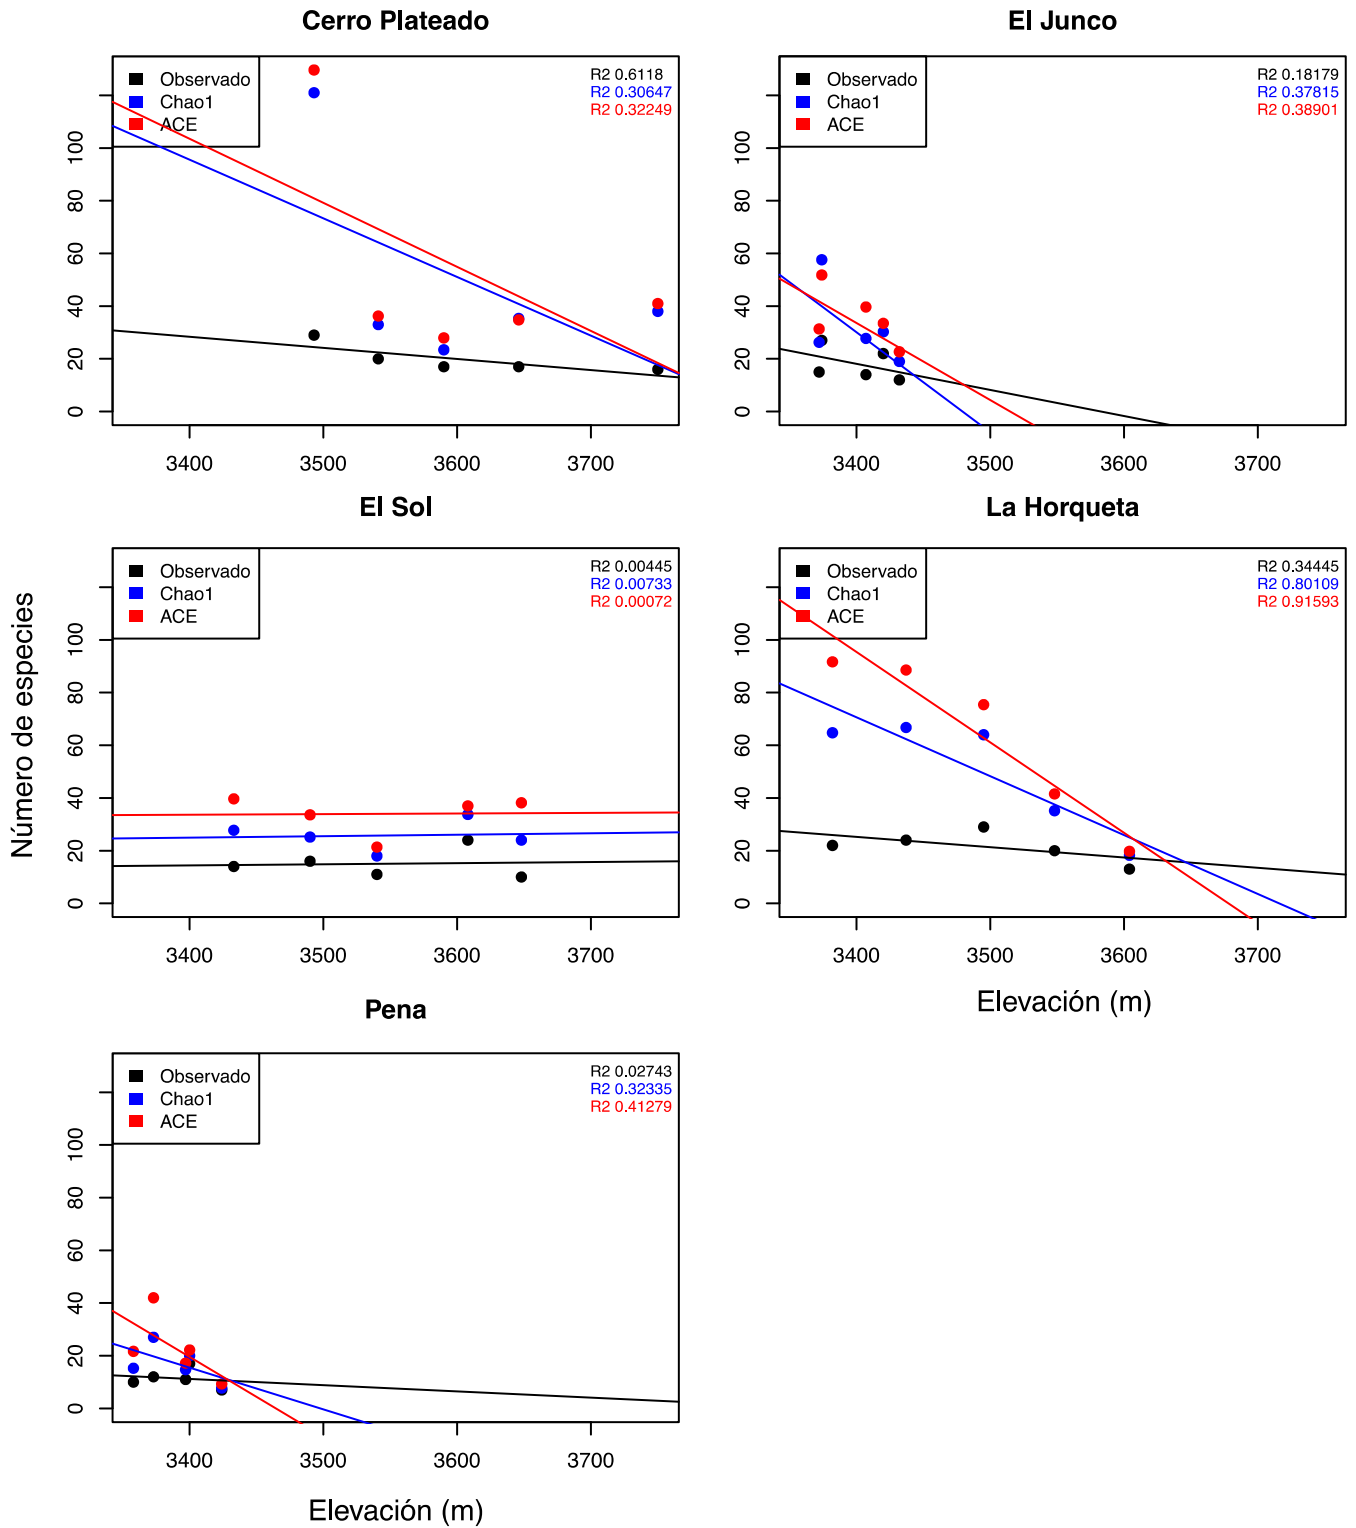 Cerro Plateado
Observado
Chao1
ACE
R2 0.6118
R2 0.30647
R2 0.32249
0 20 40 60 80 100
3400 3500 3600 3700
El Junco
Observado
Chao1
ACE
R2 0.18179
R2 0.37815
R2 0.38901
0 20 40 60 80 100
3400 3500 3600 3700
Número de especies
El Sol
Observado
Chao1
ACE
R2 0.00445
R2 0.00733
R2 0.00072
0 20 40 60 80 100
3400 3500 3600 3700
La Horqueta
Observado
Chao1
ACE
R2 0.34445
R2 0.80109
R2 0.91593
0 20 40 60 80 100
3400 3500 3600 3700
Elevación (m)
Pena
Observado
Chao1
ACE
R2 0.02743
R2 0.32335
R2 0.41279
0 20 40 60 80 100
3400 3500 3600 3700
Elevación (m)